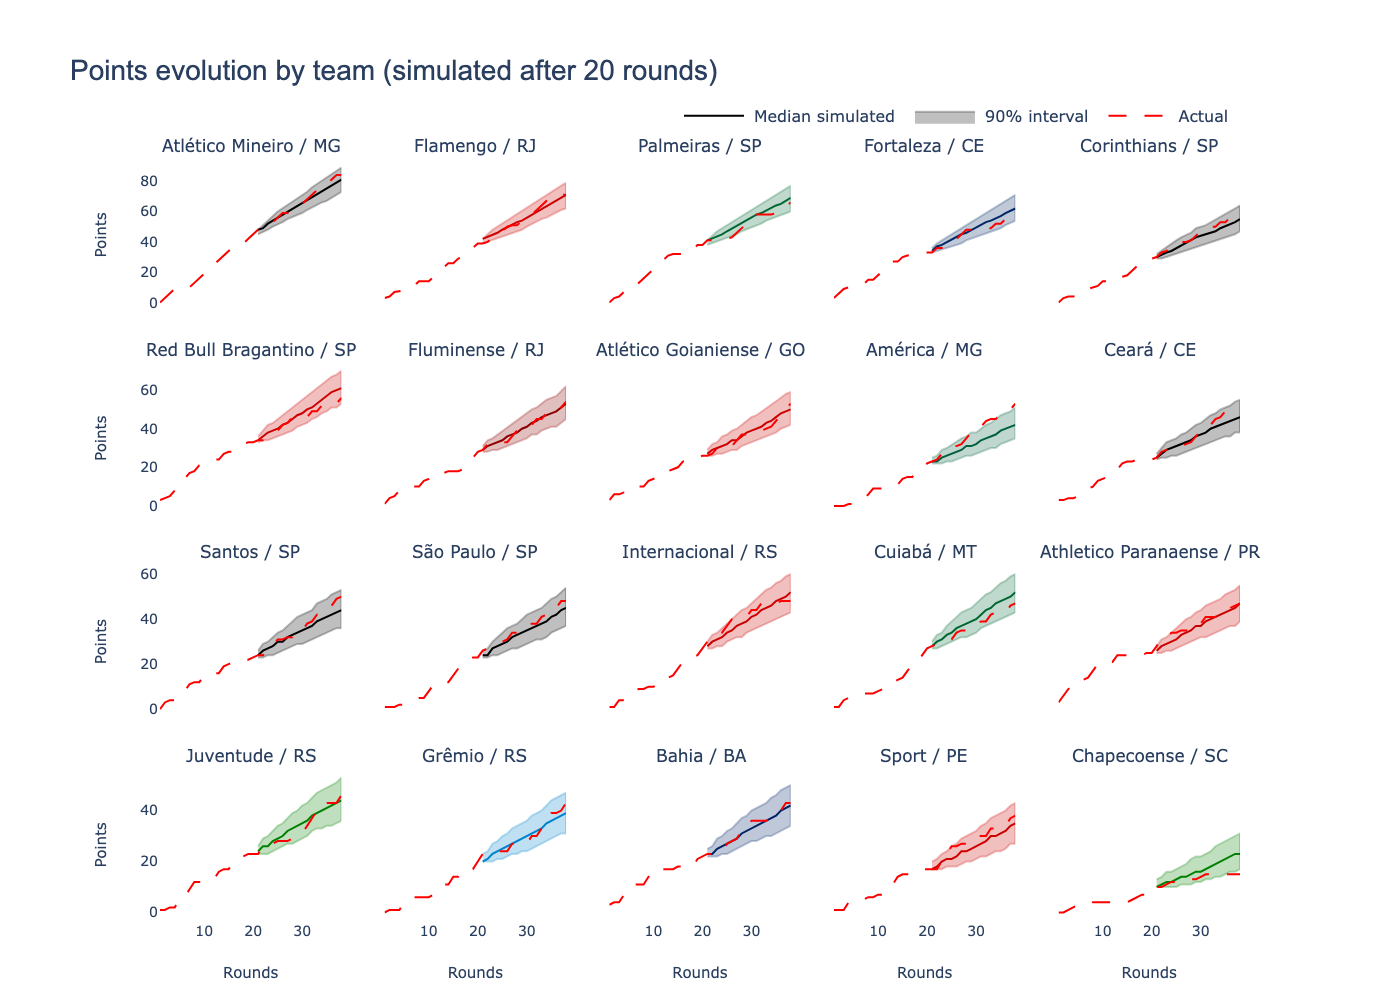 Points evolution by team (simulated after 20 rounds)
Median simulated 90% interval Actual
Atlético Mineiro / MG Flamengo / RJ Palmeiras / SP Fortaleza / CE Corinthians / SP
80
60
40
20
0
Points
Red Bull Bragantino / SP Fluminense / RJ Atlético Goianiense / GO América / MG Ceará / CE
60
40
20
0
Points
Santos / SP São Paulo / SP Internacional / RS Cuiabá / MT Athletico Paranaense / PR
60
40
20
0
Points
Juventude / RS Grêmio / RS Bahia / BA Sport / PE Chapecoense / SC
40
20
0
Points
10 20 30 10 20 30 10 20 30 10 20 30 10 20 30
Rounds Rounds Rounds Rounds Rounds